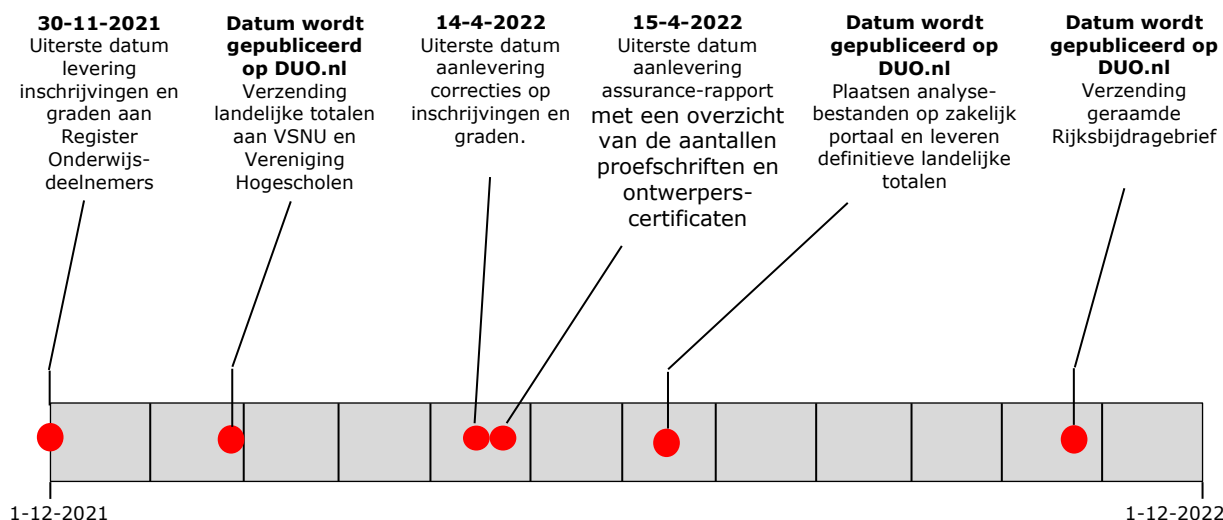 30-11-2021
Uiterste datum
levering
inschrijvingen en
graden aan
Register
Onderwijs-
deelnemers
Datum wordt
gepubliceerd
op DUO.nl
Verzending
landelijke totalen
aan VSNU en
Vereniging
Hogescholen
14-4-2022
Uiterste datum
aanlevering
correcties op
inschrijvingen en
graden.
15-4-2022
Uiterste datum
aanlevering
assurance-rapport
met een overzicht
van de aantallen
proefschriften en
ontwerpers-
certificaten
Datum wordt
gepubliceerd op
DUO.nl
Plaatsen analyse-
bestanden op zakelijk
portaal en leveren
definitieve landelijke
totalen
Datum wordt
gepubliceerd op
DUO.nl
Verzending
geraamde
Rijksbijdragebrief
1-12-2021
1-12-2022